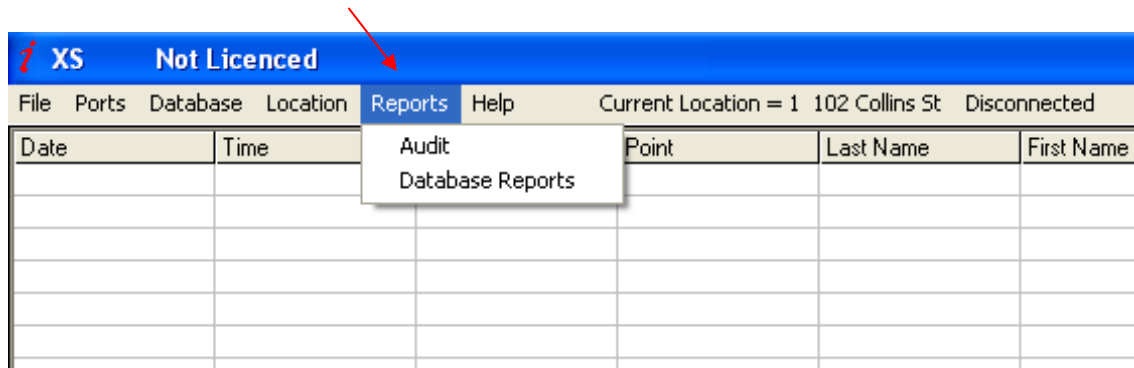 i XS Not Licenced
File Ports Database Location Reports Help Current Location = 1 102 Collins St Disconnected
Date Time Point Last Name First Name
Audit
Database Reports